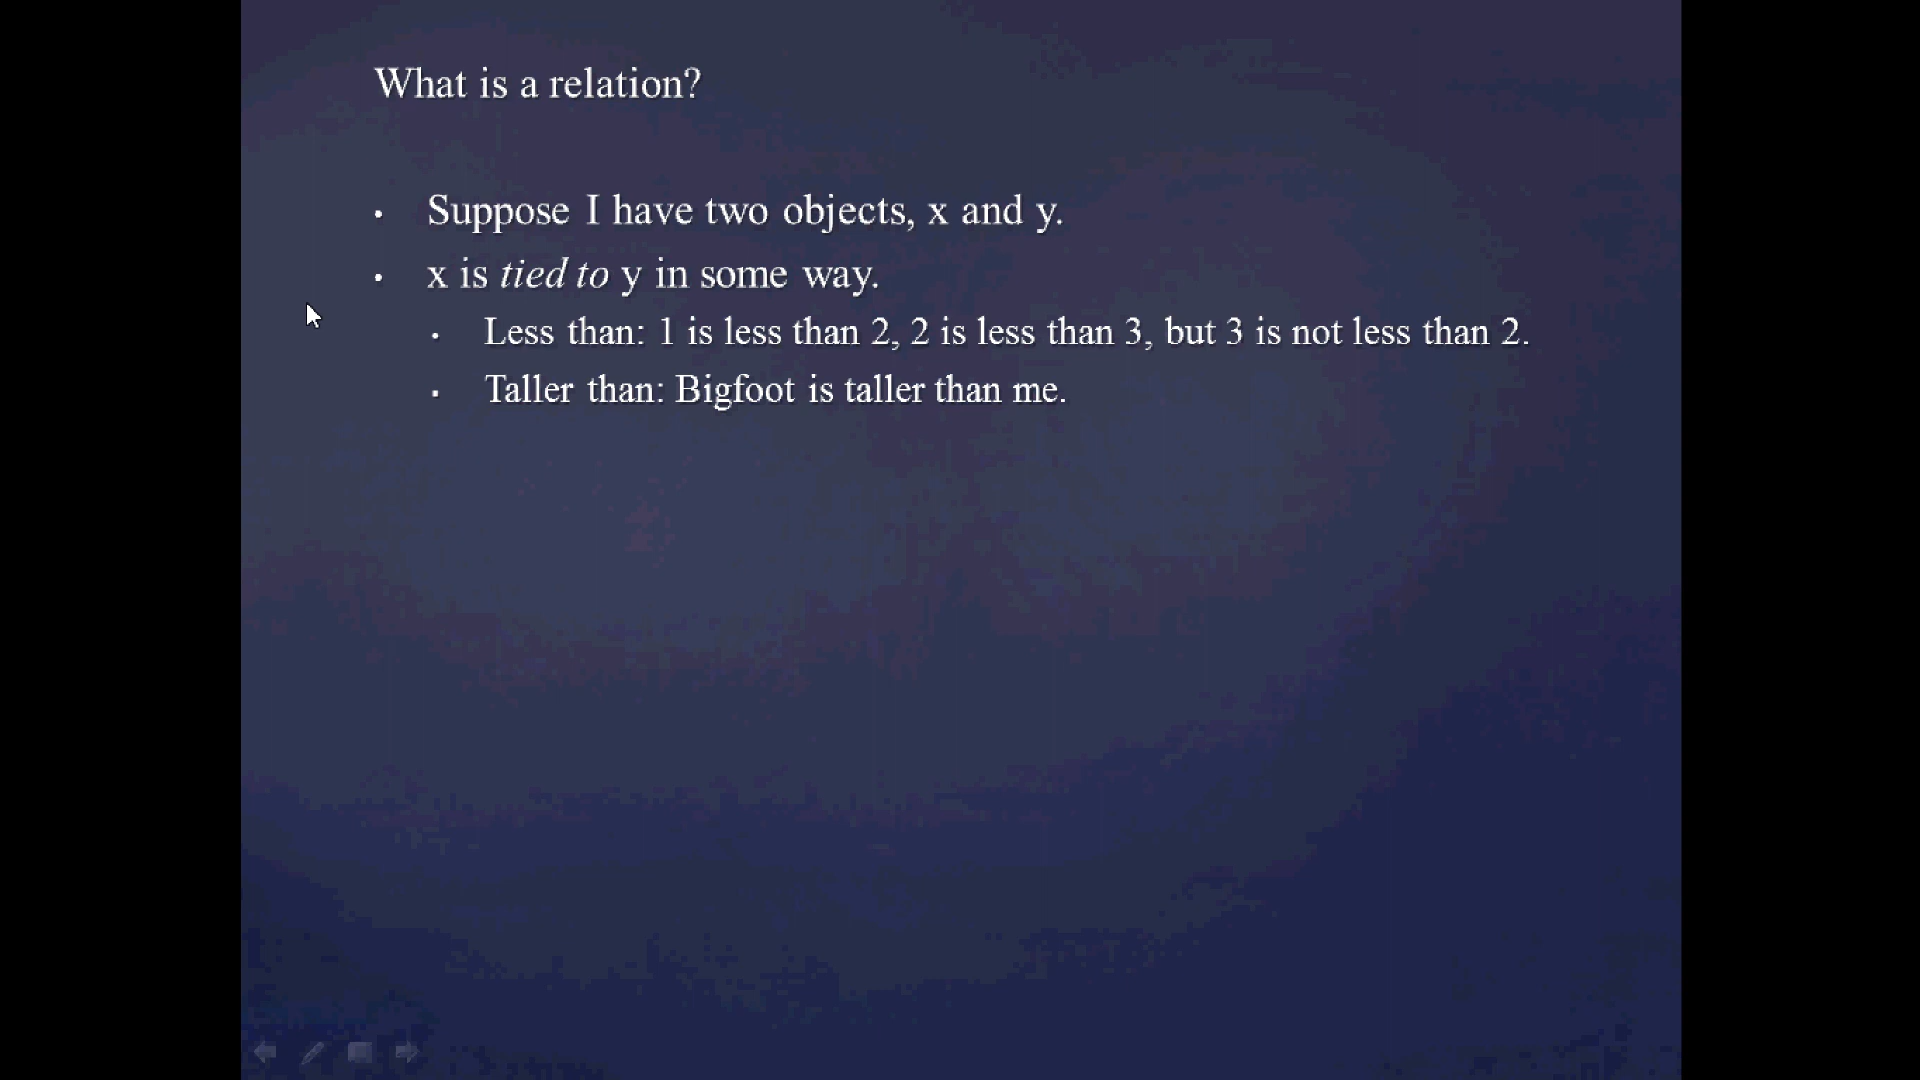 What is a relation?
• Suppose I have two objects, x and y.
• x is tied to y in some way.
• Less than: 1 is less than 2, 2 is less than 3, but 3 is not less than 2.
• Taller than: Bigfoot is taller than me.